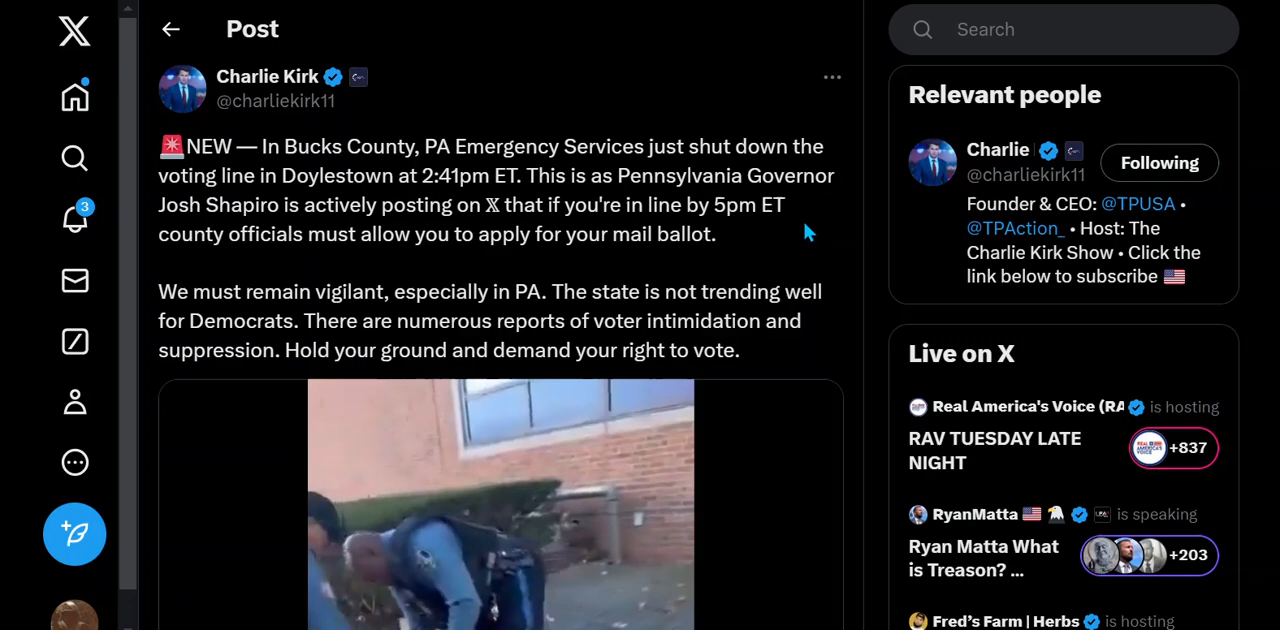 Post
Charlie Kirk
@charliekirk11
NEW — In Bucks County, PA Emergency Services just shut down the
voting line in Doylestown at 2:41pm ET. This is as Pennsylvania Governor
Josh Shapiro is actively posting on 𝕏 that if you're in line by 5pm ET
county officials must allow you to apply for your mail ballot.
We must remain vigilant, especially in PA. The state is not trending well
for Democrats. There are numerous reports of voter intimidation and
suppression. Hold your ground and demand your right to vote.
3
Search
Relevant people
Charlie
@charliekirk11
Following
Founder & CEO: @TPUSA •
@TPAction_ • Host: The
Charlie Kirk Show • Click the
link below to subscribe
Live on X
Real America's Voice (RA is hosting
RAV TUESDAY LATE
NIGHT
+837
RyanMatta is speaking
Ryan Matta What
is Treason? ...
+203
Fred's Farm | Herbs is hosting